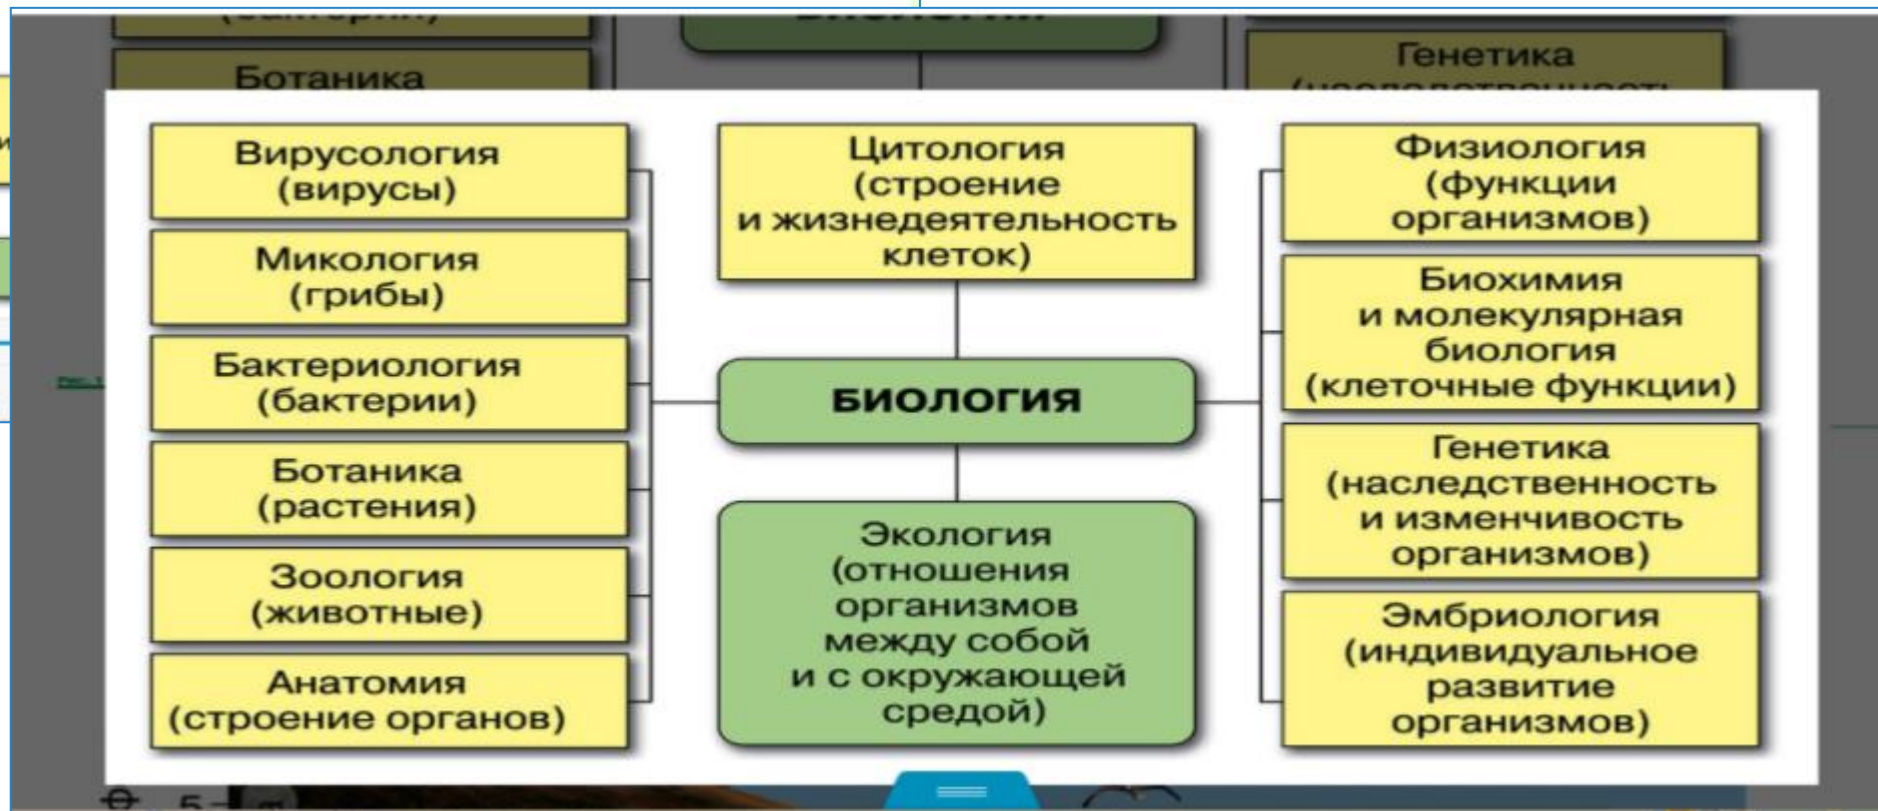 Ботаника
Генетика
Вирусология
(вирусы)
Микология
(грибы)
Бактериология
(бактерии)
Ботаника
(растения)
Зоология
(животные)
Анатомия
(строение органов)
Цитология
(строение
и жизнедеятельность
клеток)
БИОЛОГИЯ
Экология
(отношения
организмов
между собой
и с окружающей
средой)
Физиология
(функции
организмов)
Биохимия
и молекулярная
биология
(клеточные функции)
Генетика
(наследственность
и изменчивость
организмов)
Эмбриология
(индивидуальное
развитие
организмов)